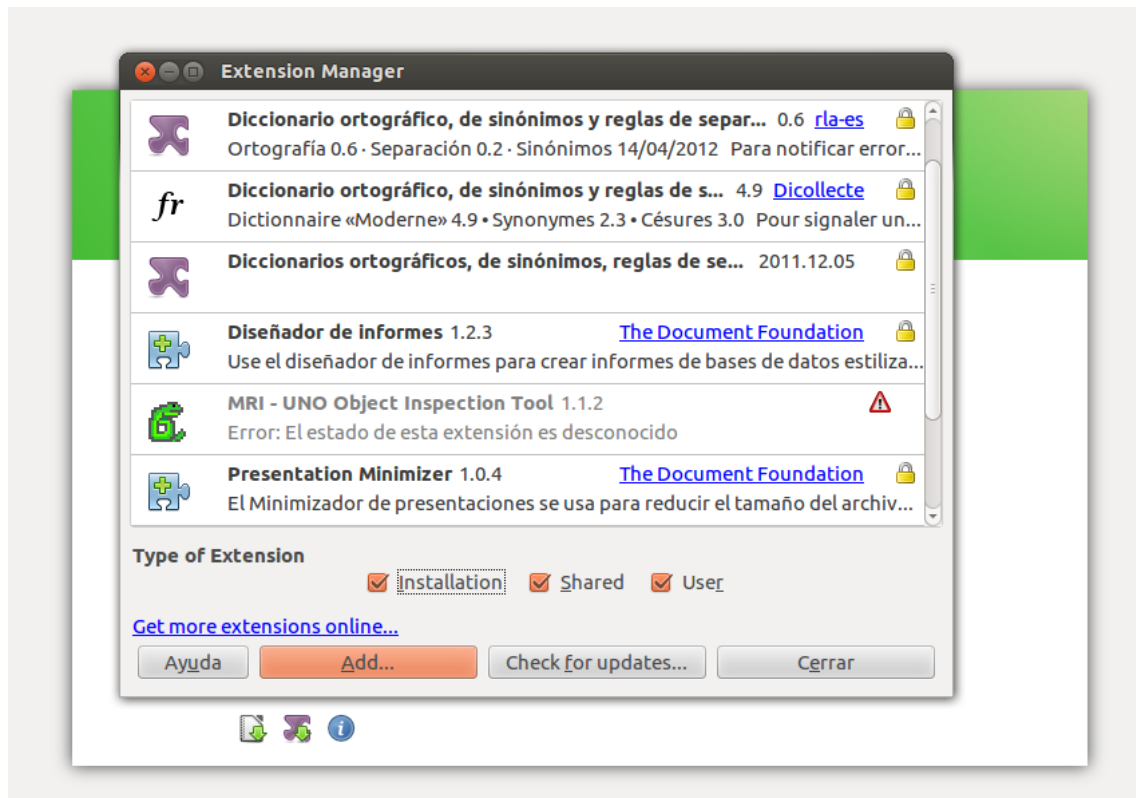 Extension Manager
Diccionario ortográfico, de sinónimos y reglas de separ... 0.6 rla-es
Ortografía 0.6 · Separación 0.2 · Sinónimos 14/04/2012 Para notificar error...
fr
Diccionario ortográfico, de sinónimos y reglas de s... 4.9 Dicollecte
Dictionnaire «Moderne» 4.9 • Synonymes 2.3 • Césures 3.0 Pour signaler un...
Diccionarios ortográficos, de sinónimos, reglas de se... 2011.12.05
Diseñador de informes 1.2.3 The Document Foundation
Use el diseñador de informes para crear informes de bases de datos estiliza...
MRI - UNO Object Inspection Tool 1.1.2
Error: El estado de esta extensión es desconocido
Presentation Minimizer 1.0.4 The Document Foundation
El Minimizador de presentaciones se usa para reducir el tamaño del archiv...
Type of Extension
Installation Shared User
Get more extensions online...
Ayuda Add... Check for updates... Cerrar